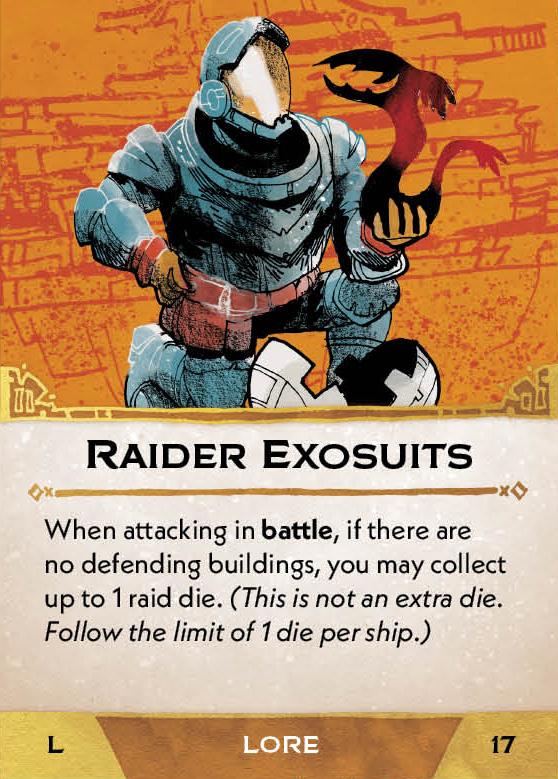 RAIDER EXOSUITS
When attacking in battle, if there are
no defending buildings, you may collect
up to 1 raid die. (This is not an extra die.
Follow the limit of 1 die per ship.)
L LORE 17